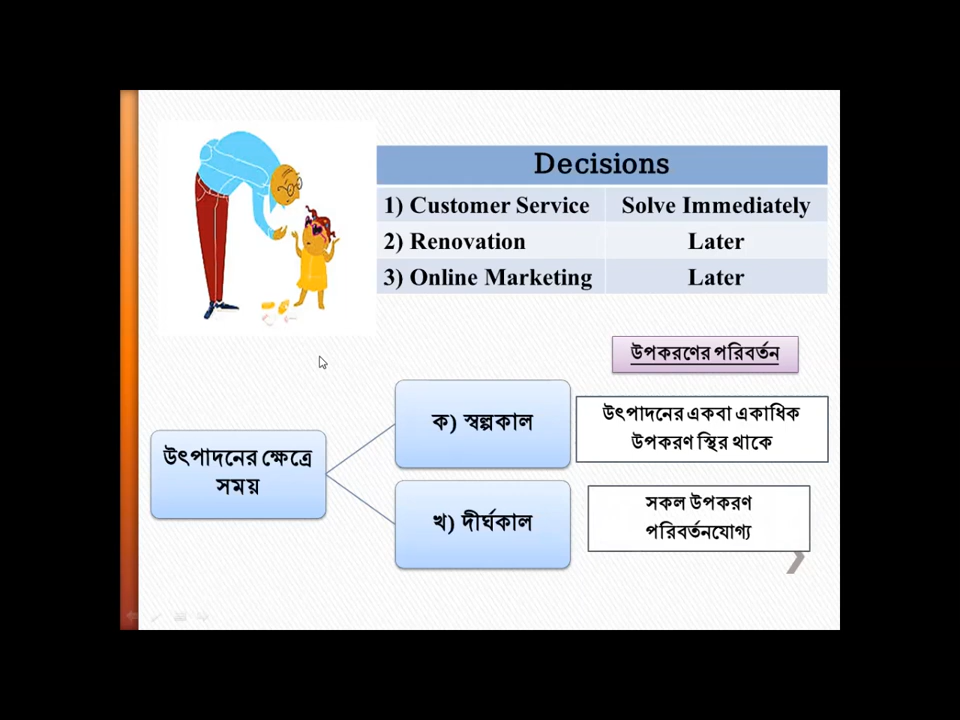 Decisions
1) Customer Service Solve Immediately
2) Renovation Later
3) Online Marketing Later
উপকরণের পরিবর্তন
ক) স্বল্পকাল
উৎপাদনের একবা একাধিক
উপকরণ স্থির থাকে
উৎপাদনের ক্ষেত্রে
সময়
খ) দীর্ঘকাল
সকল উপকরণ
পরিবর্তনযোগ্য